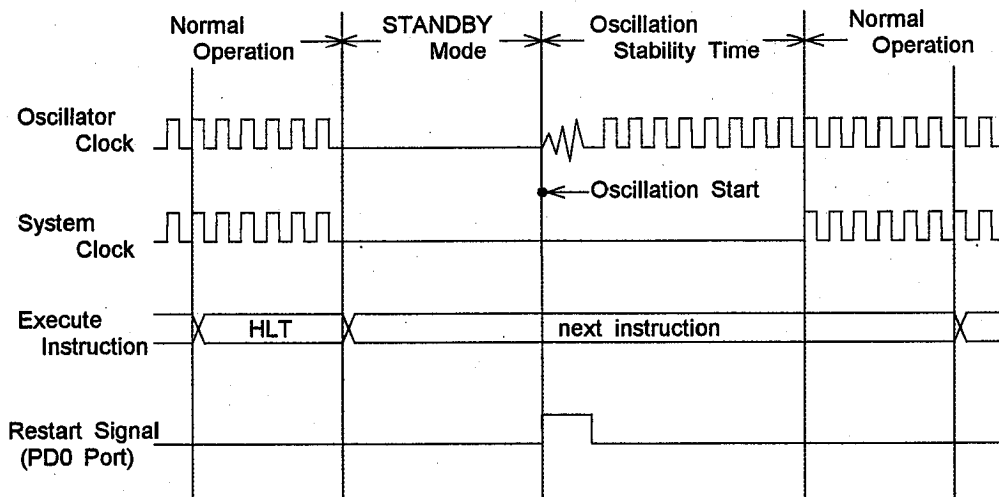 Normal
Operation
STANDBY
Mode
Oscillation
Stability Time
Normal
Operation
Oscillator
Clock
Oscillation Start
System
Clock
Execute
Instruction
HLT
next instruction
Restart Signal
(PD0 Port)